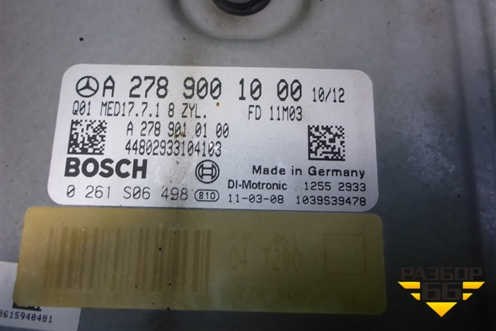 A 278 900 10 00 10/12
Q01 MED17.7.1 8 ZYL. FD 11M03
A 278 901 01 00
44802933104103
BOSCH Made in Germany
DI-Motronic 1255 2933
0 261 S06 498 810 11-03-08 1039S39478
8615940481
РАЗБОР
66